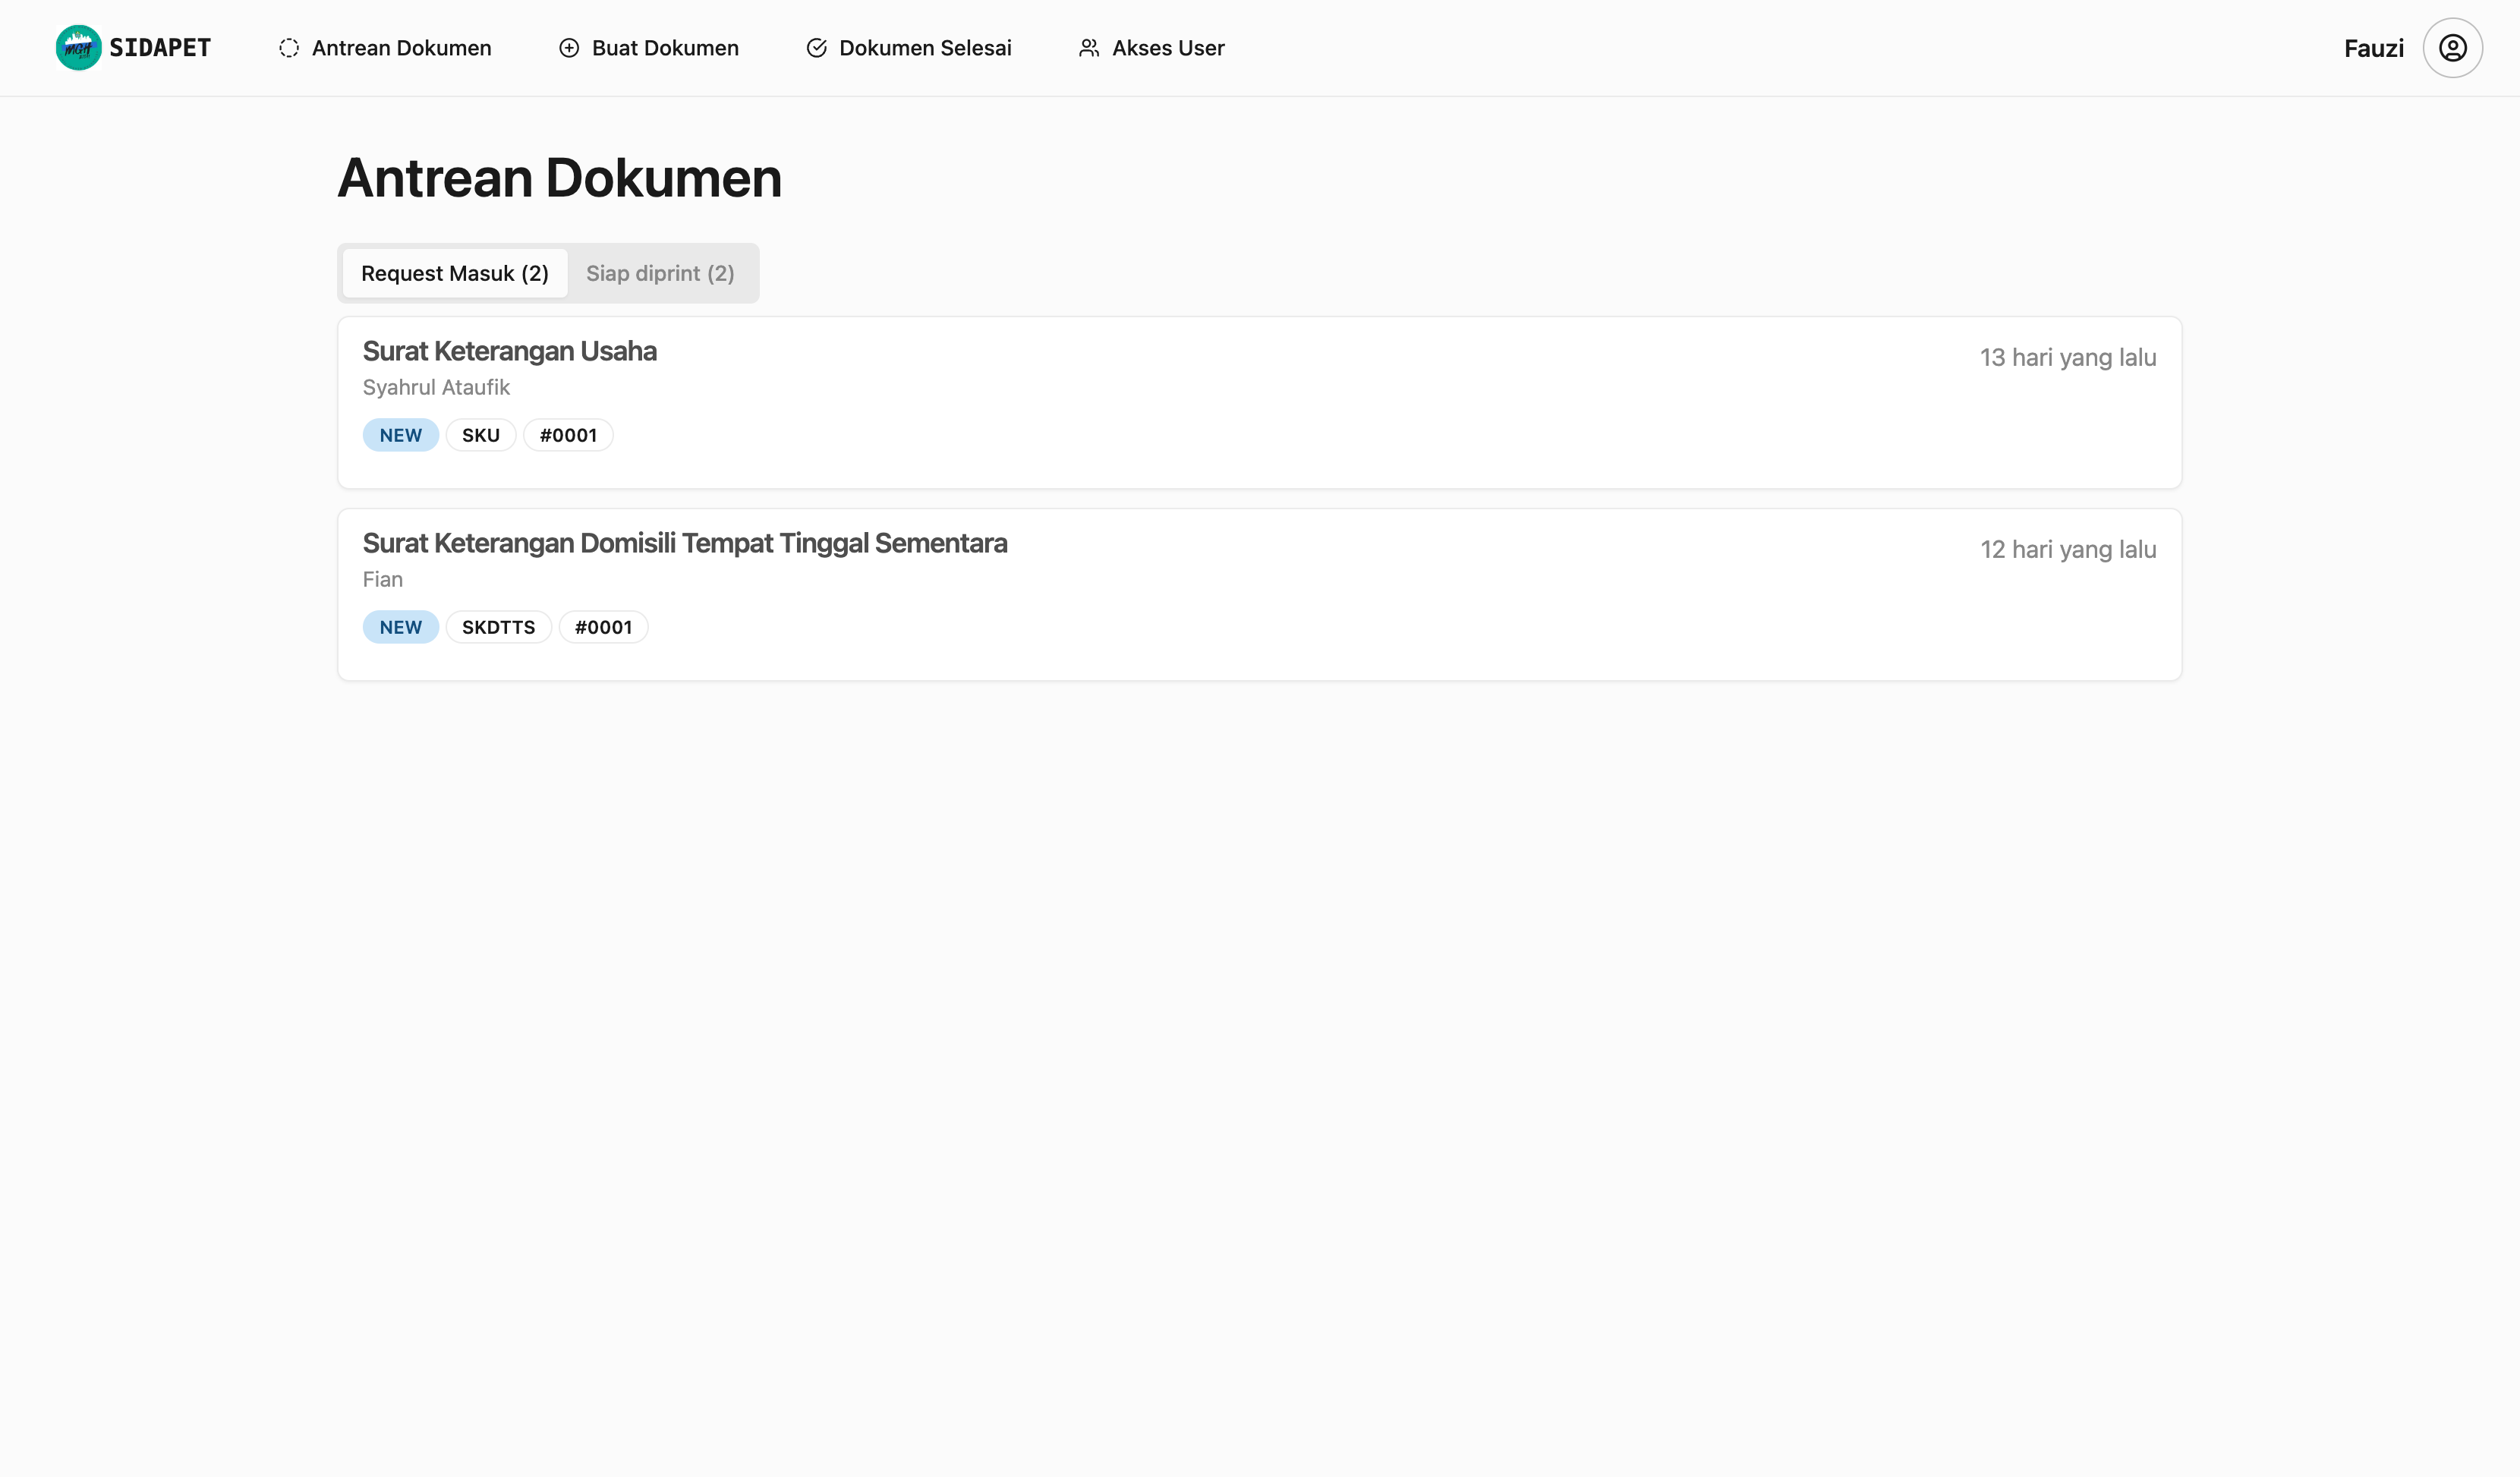 MGH
SIDAPET
Antrean Dokumen
Buat Dokumen
Dokumen Selesai
Akses User
Fauzi
Antrean Dokumen
Request Masuk (2)
Siap diprint (2)
Surat Keterangan Usaha
13 hari yang lalu
Syahrul Ataufik
NEW
SKU
#0001
Surat Keterangan Domisili Tempat Tinggal Sementara
12 hari yang lalu
Fian
NEW
SKDTTS
#0001